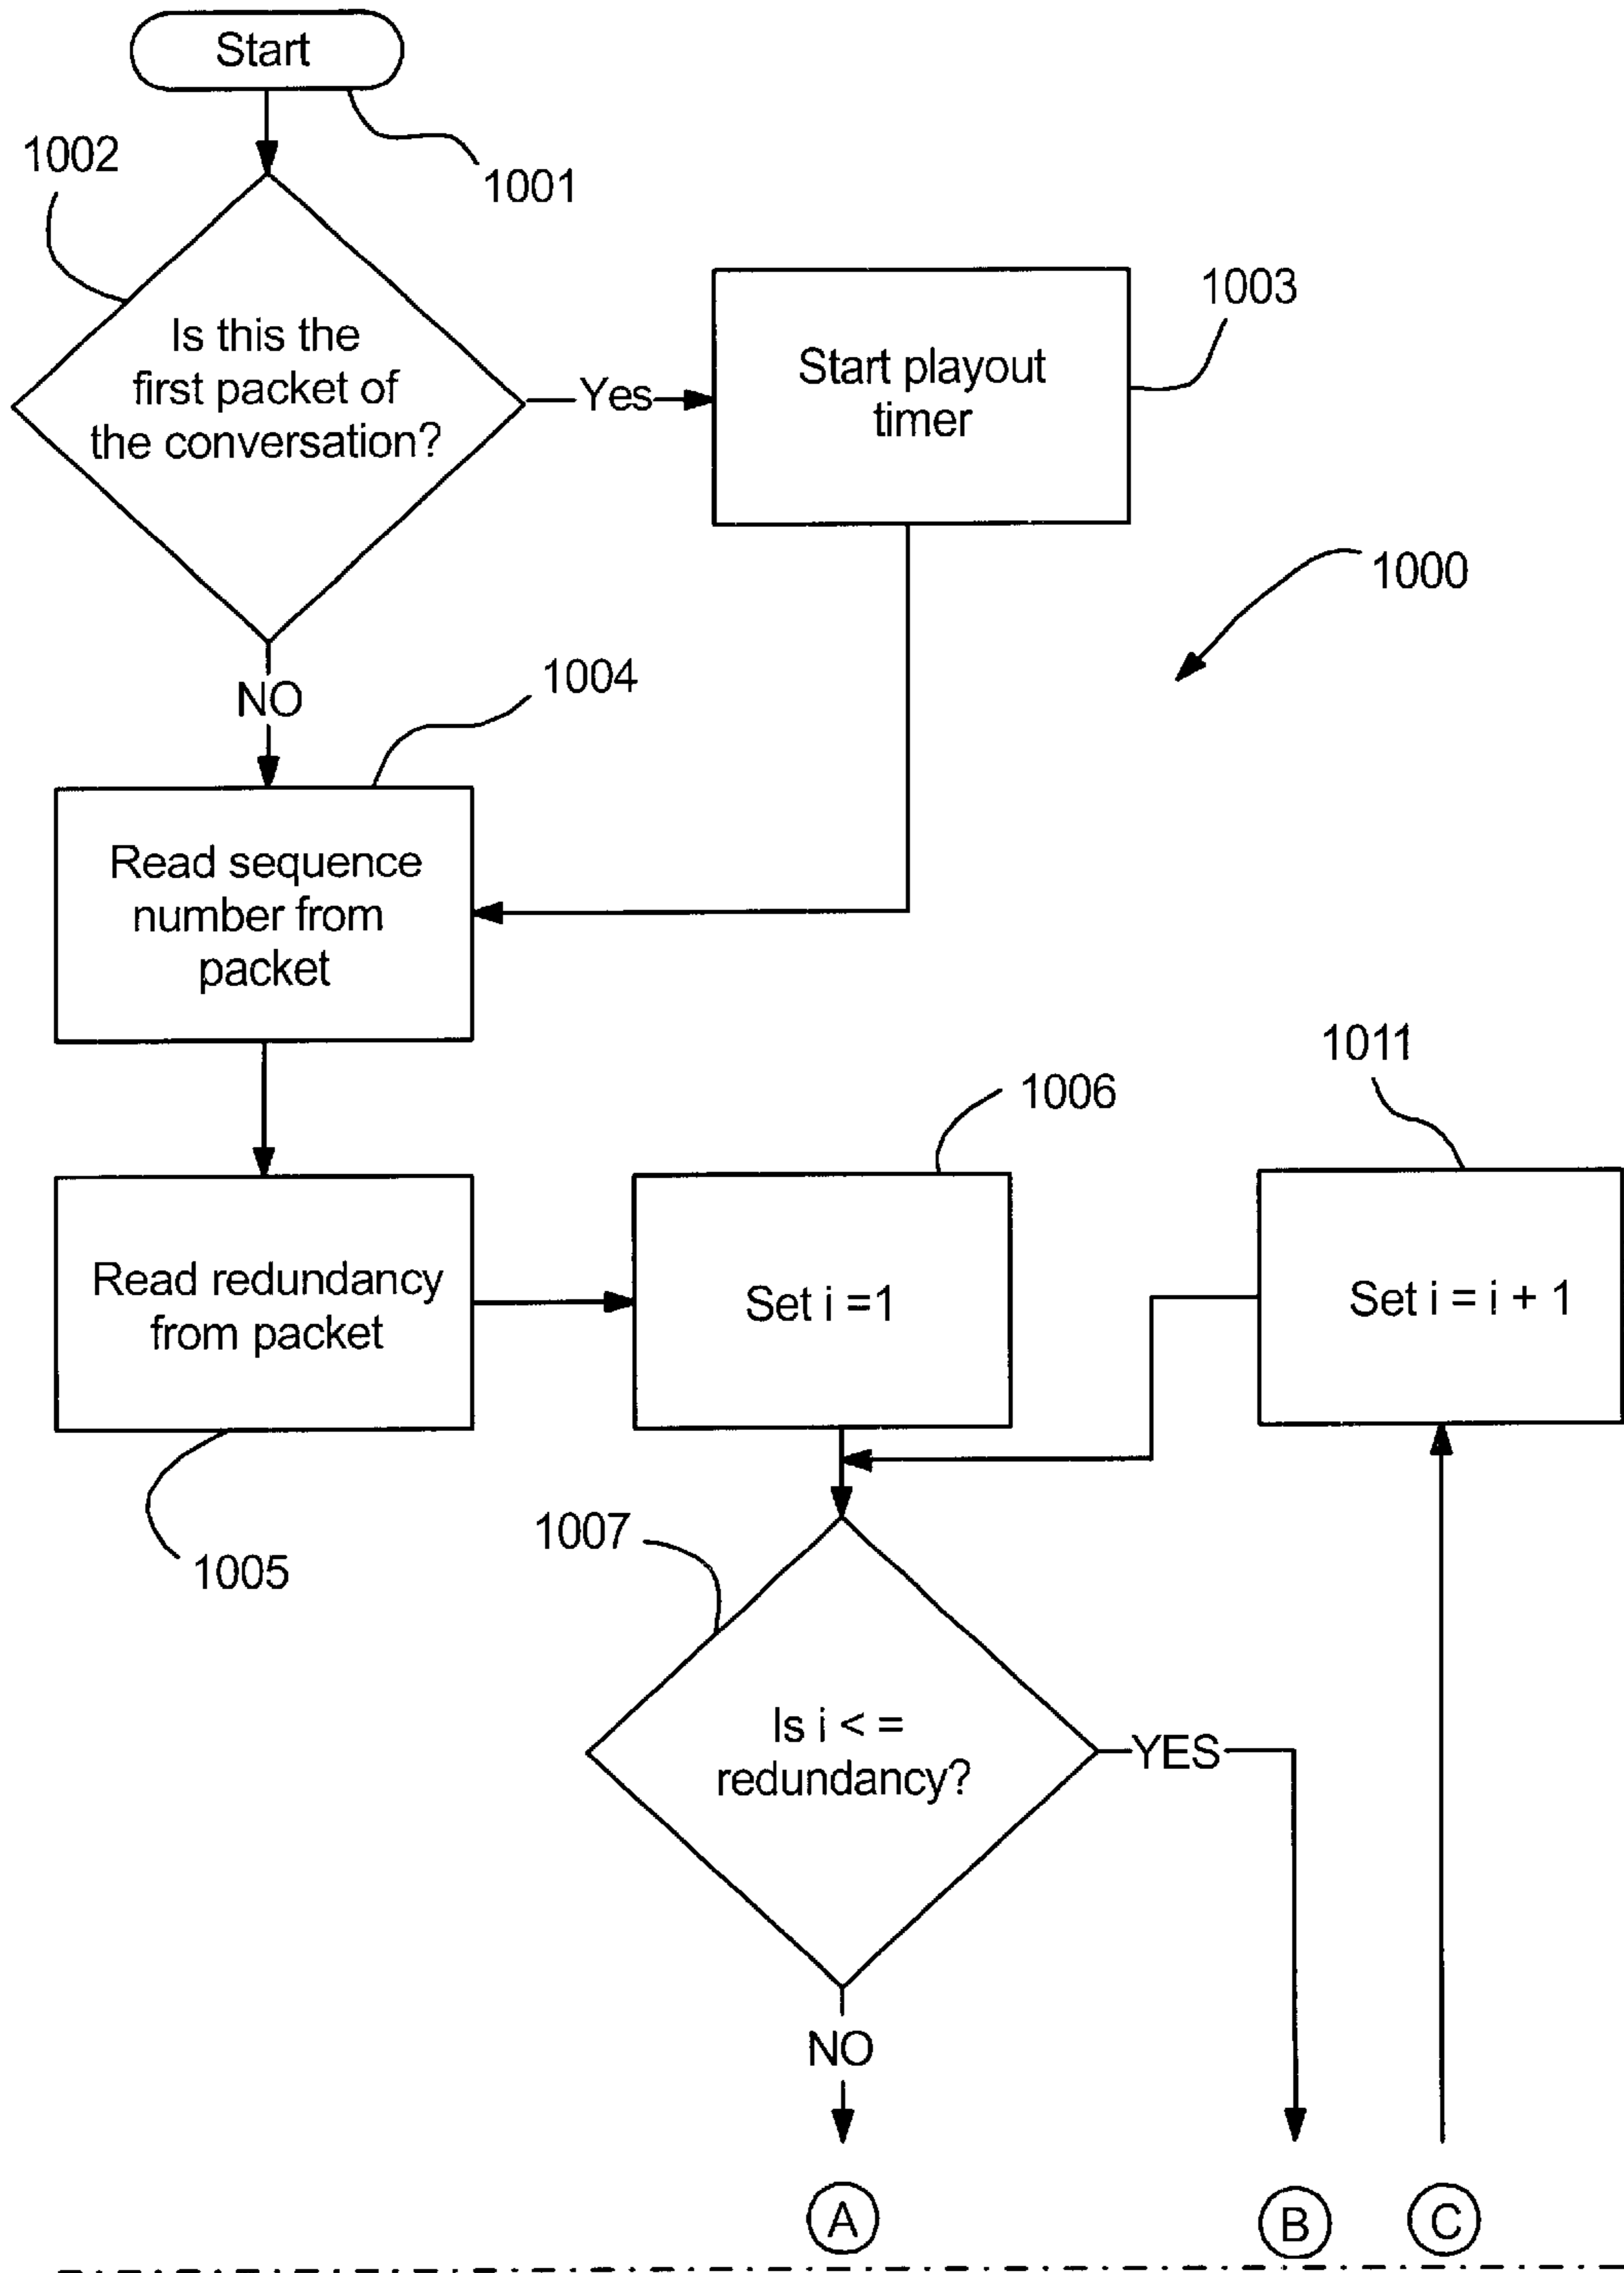 Start
1001
1002
Is this the
first packet of
the conversation?
Yes
Start playout
timer
1003
1000
NO
1004
Read sequence
number from
packet
1011
1006
Read redundancy
from packet
Set i =1
Set i = i + 1
1005
1007
Is i < =
redundancy?
YES
NO
A
B
C